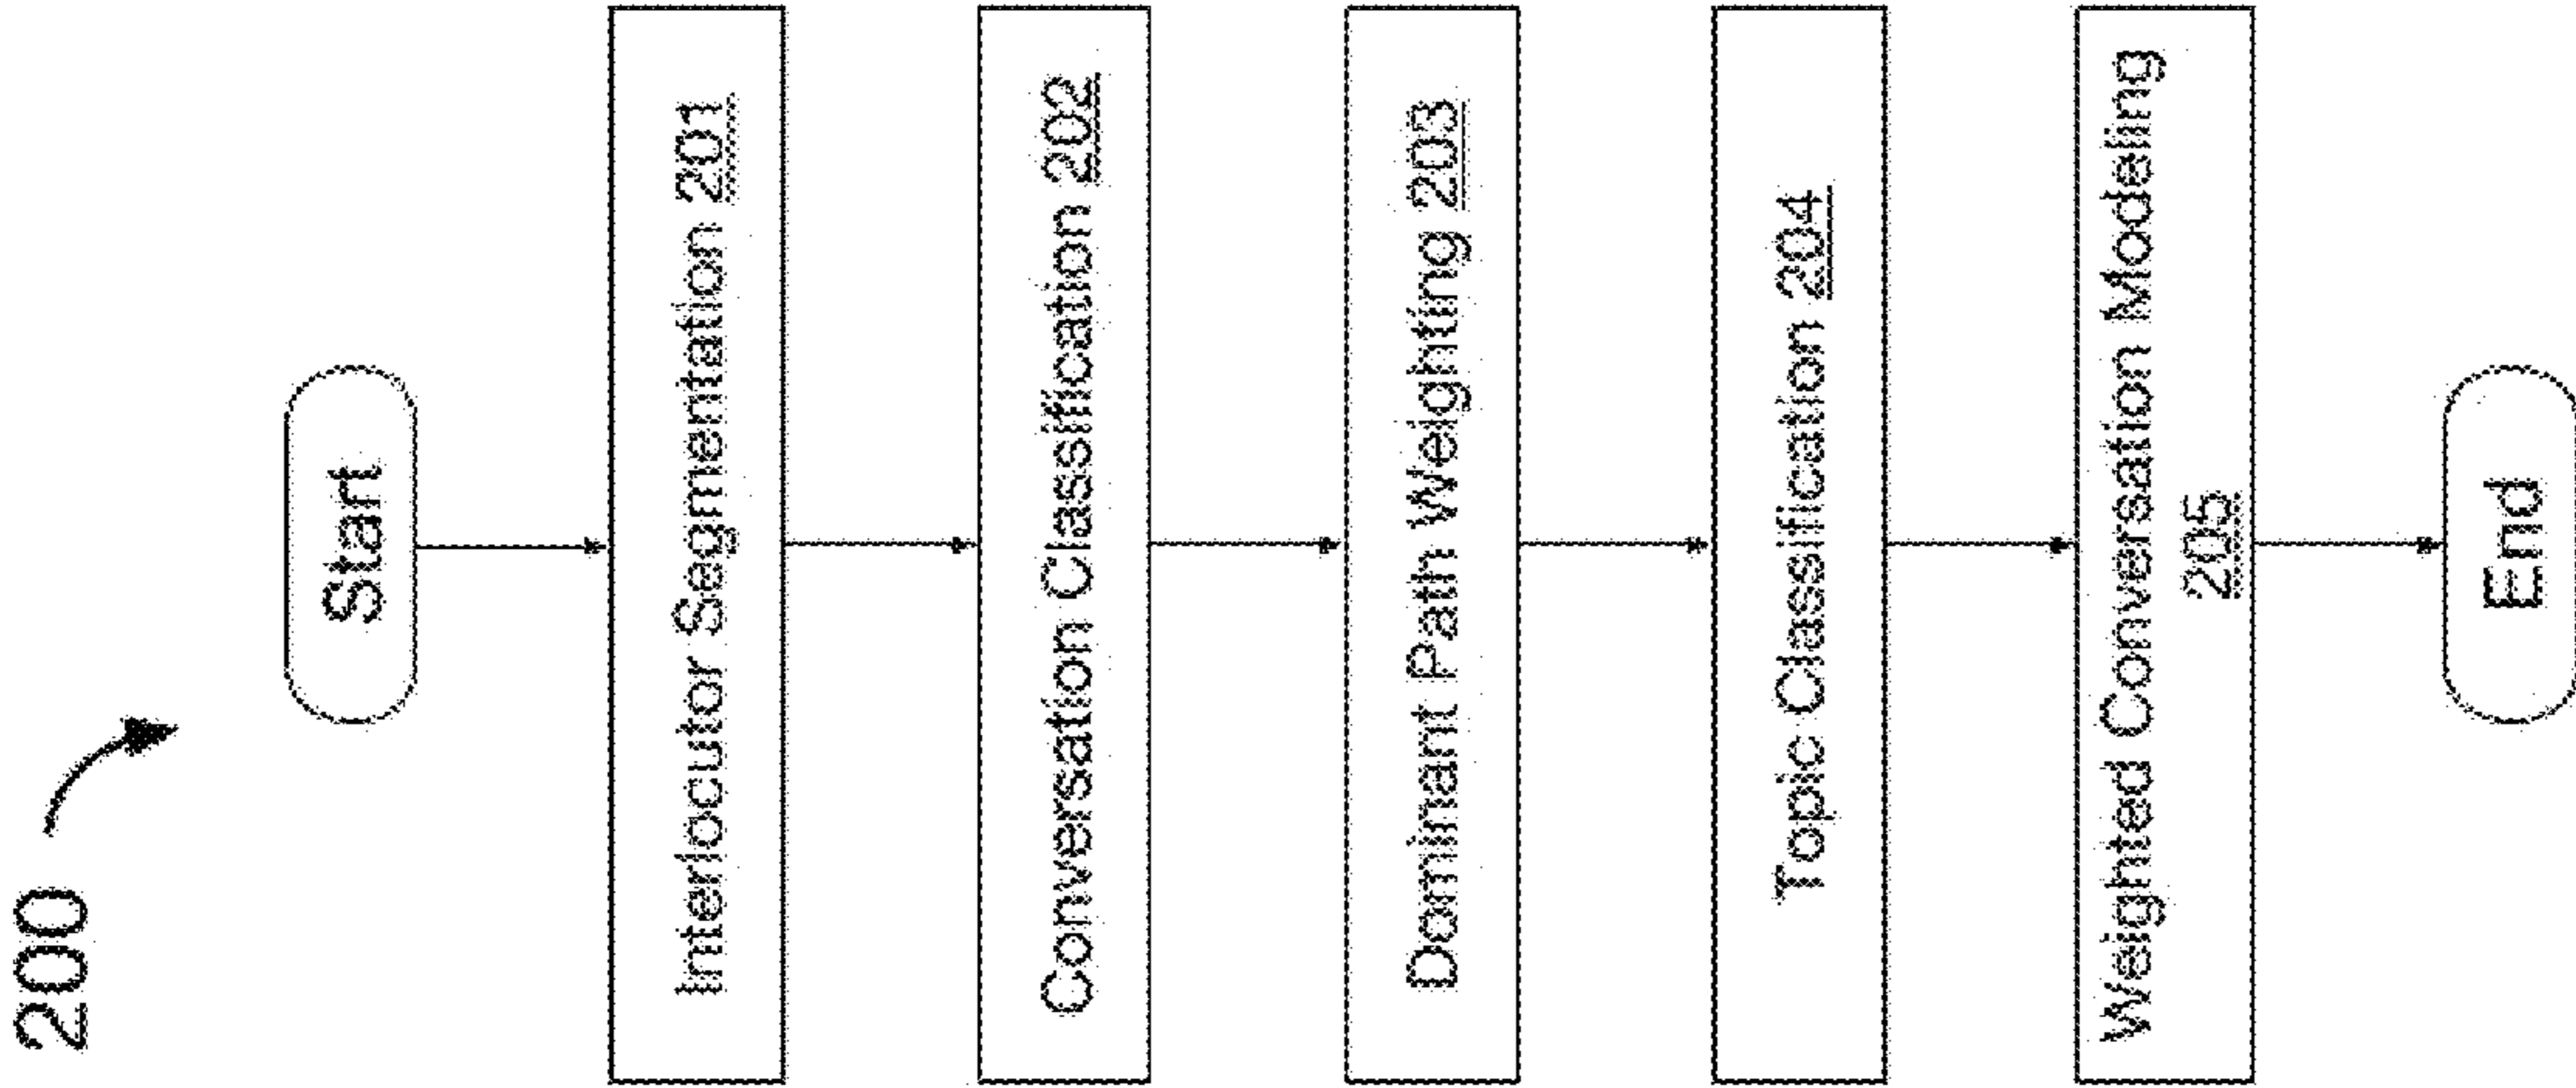 200
Start
Interlocutor Segmentation 201
Conversation Classification 202
Dominant Path Weighting 203
Topic Classification 204
Weighted Conversation Modeling
205
End